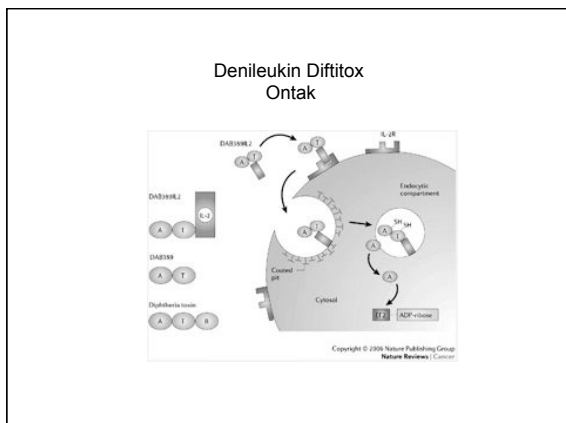 Denileukin Diftitox
Ontak
DAB389IL2
A T
A T
IL-2R
DAB389IL2
IL-2
A T
Endocytic
compartment
SH
SH
A T
A T
A
DAB389
A T
Coated
pit
A
Diphtheria toxin
A T R
Cytosol
EF2
ADP-ribose
Copyright © 2006 Nature Publishing Group
Nature Reviews | Cancer